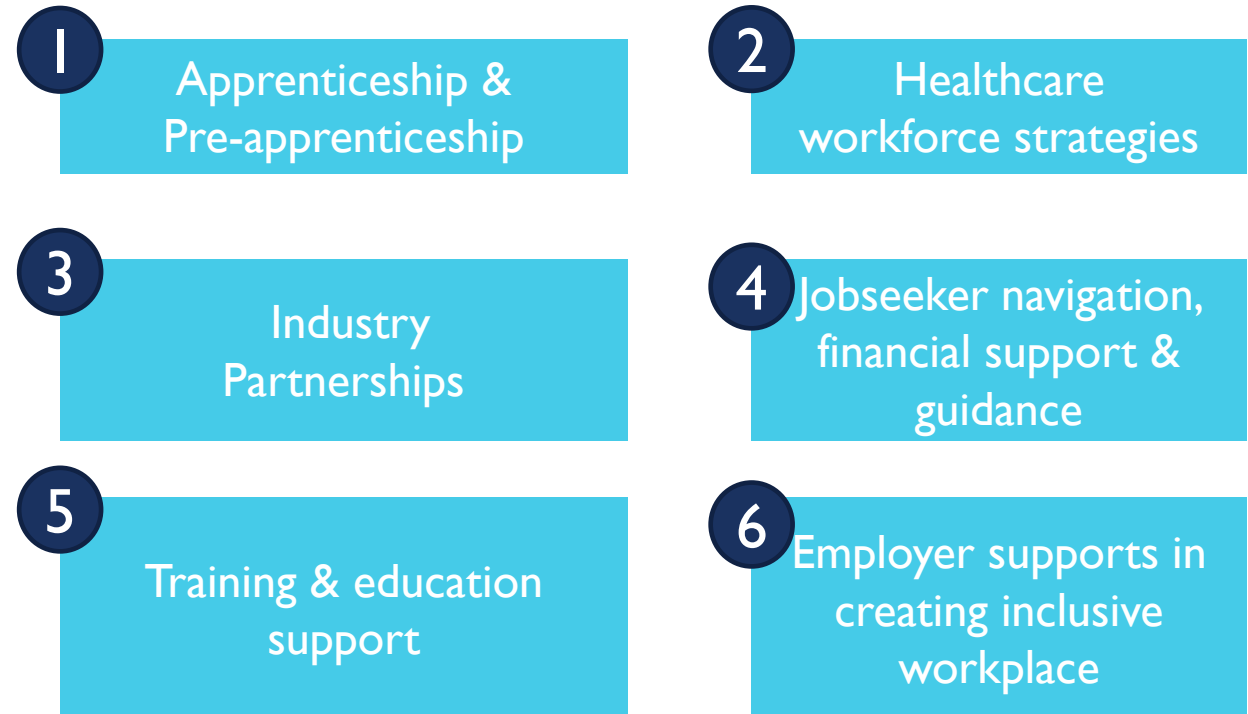 1
Apprenticeship &
Pre-apprenticeship
2
Healthcare
workforce strategies
3
Industry
Partnerships
4
Jobseeker navigation,
financial support &
guidance
5
Training & education
support
6
Employer supports in
creating inclusive
workplace